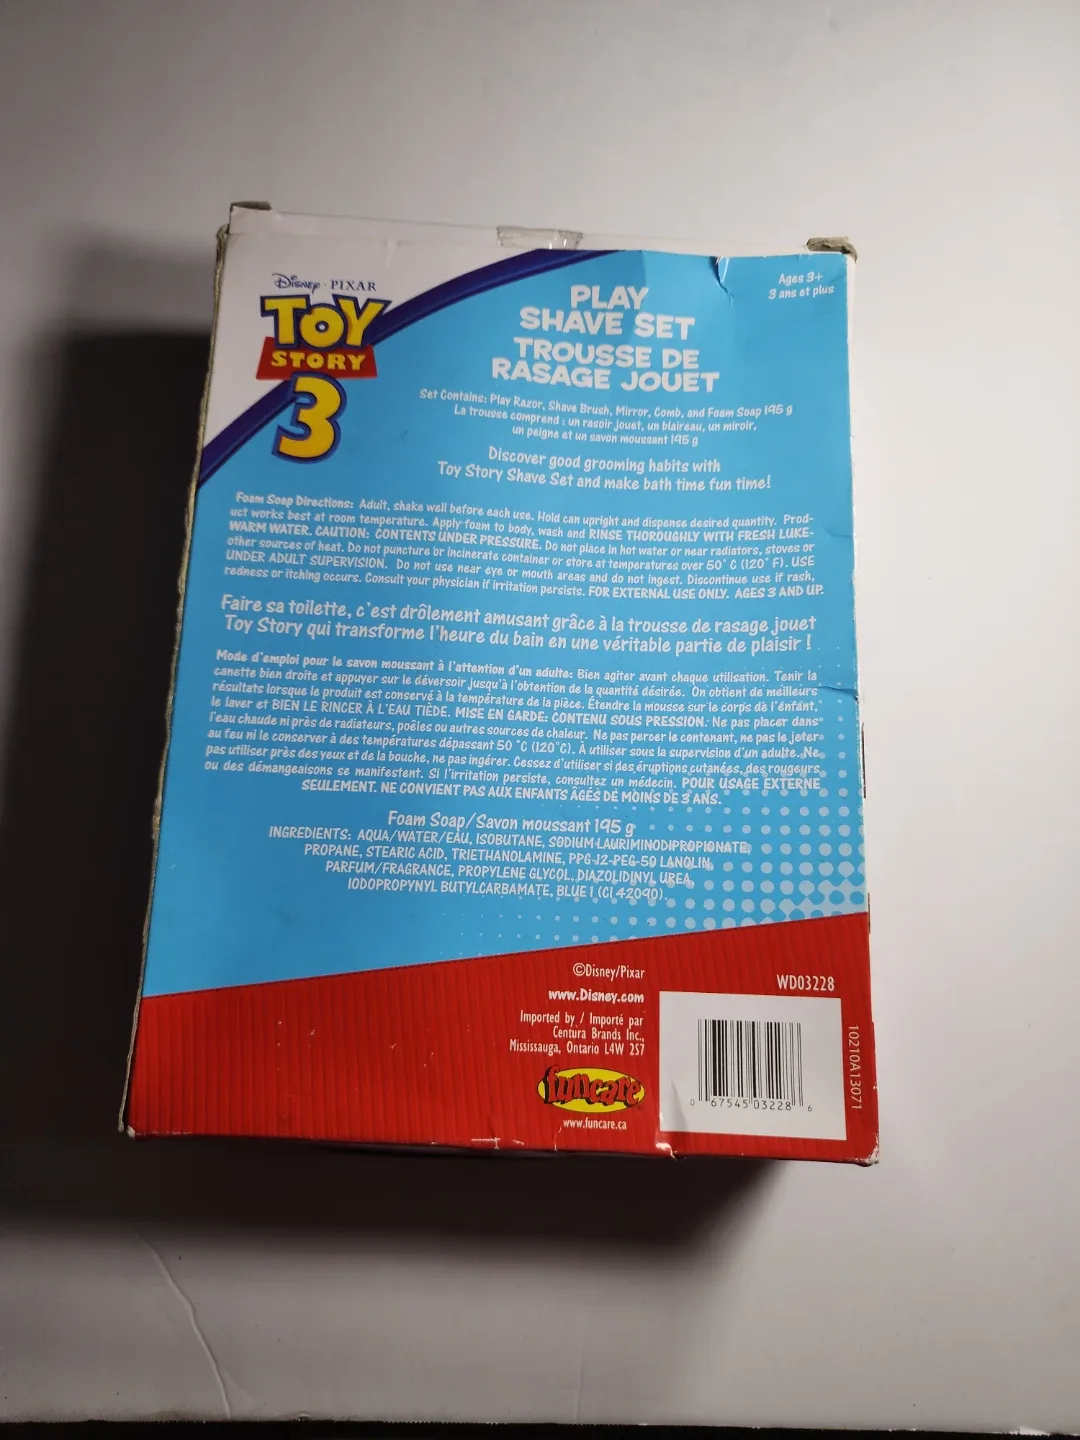 Disney · PIXAR
TOY
STORY
3
Ages 3+
3 ans et plus
PLAY
SHAVE SET
TROUSSE DE
RASAGE JOUET
Set Contains: Play Razor, Shave Brush, Mirror, Comb, and Foam Soap 195 g
La trousse comprend : un rasoir jouet, un blaireau, un miroir,
un peigne et un savon moussant 195 g
Discover good grooming habits with
Toy Story Shave Set and make bath time fun time!
Foam Soap Directions: Adult, shake well before each use. Hold can upright and dispense desired quantity. Prod-
uct works best at room temperature. Apply foam to body, wash and RINSE THOROUGHLY WITH FRESH LUKE-
WARM WATER. CAUTION: CONTENTS UNDER PRESSURE. Do not place in hot water or near radiators, stoves or
other sources of heat. Do not puncture or incinerate container or store at temperatures over 50° C (120° F). USE
UNDER ADULT SUPERVISION. Do not use near eye or mouth areas and do not ingest. Discontinue use if rash,
redness or itching occurs. Consult your physician if irritation persists. FOR EXTERNAL USE ONLY. AGES 3 AND UP.
Faire sa toilette, c'est drôlement amusant grâce à la trousse de rasage jouet
Toy Story qui transforme l'heure du bain en une véritable partie de plaisir !
Mode d'emploi pour le savon moussant à l'attention d'un adulte: Bien agiter avant chaque utilisation. Tenir la
canette bien droite et appuyer sur le déversoir jusqu'à l'obtention de la quantité désirée. On obtient de meilleurs
résultats lorsque le produit est conservé à la température de la pièce. Étendre la mousse sur le corps de l'enfant,
le laver et BIEN LE RINCER À L'EAU TIÈDE. MISE EN GARDE: CONTENU SOUS PRESSION. Ne pas placer dans
l'eau chaude ni près de radiateurs, poêles ou autres sources de chaleur. Ne pas percer le contenant, ne pas le jeter
au feu ni le conserver à des températures dépassant 50 °C (120°C). À utiliser sous la supervision d'un adulte. Ne
pas utiliser près des yeux et de la bouche, ne pas ingérer. Cessez d'utiliser si des éruptions cutanées, des rougeurs
ou des démangeaisons se manifestent. Si l'irritation persiste, consultez un médecin. POUR USAGE EXTERNE
SEULEMENT. NE CONVIENT PAS AUX ENFANTS ÂGÉS DE MOINS DE 3 ANS.
Foam Soap/Savon moussant 195 g
INGREDIENTS: AQUA/WATER/EAU, ISOBUTANE, SODIUM LAURIMINODIPROPIONATE,
PROPANE, STEARIC ACID, TRIETHANOLAMINE, PPG-12-PEG-50 LANOLIN,
PARFUM/FRAGRANCE, PROPYLENE GLYCOL, DIAZOLIDINYL UREA,
IODOPROPYNYL BUTYLCARBAMATE, BLUE 1 (CI 42090).
©Disney/Pixar
www.Disney.com
Imported by / Importé par
Centura Brands Inc.,
Mississauga, Ontario L4W 2S7
funcare
www.funcare.ca
WD03228
0 67545 03228 6
10210A13071